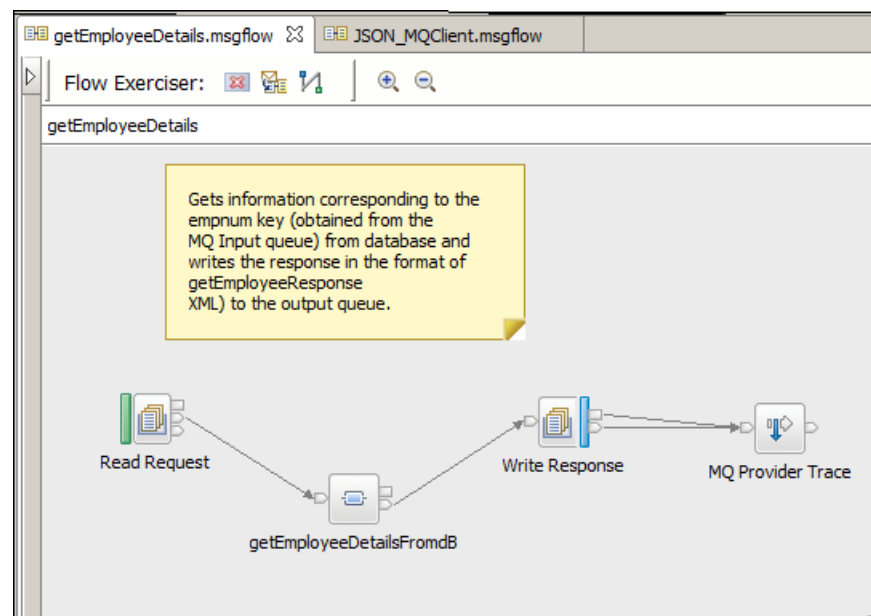 getEmployeeDetails.msgflow JSON_MQClient.msgflow
Flow Exerciser:
getEmployeeDetails
Gets information corresponding to the
empnum key (obtained from the
MQ Input queue) from database and
writes the response in the format of
getEmployeeResponse
XML) to the output queue.
Read Request
Write Response
MQ Provider Trace
getEmployeeDetailsFromdB